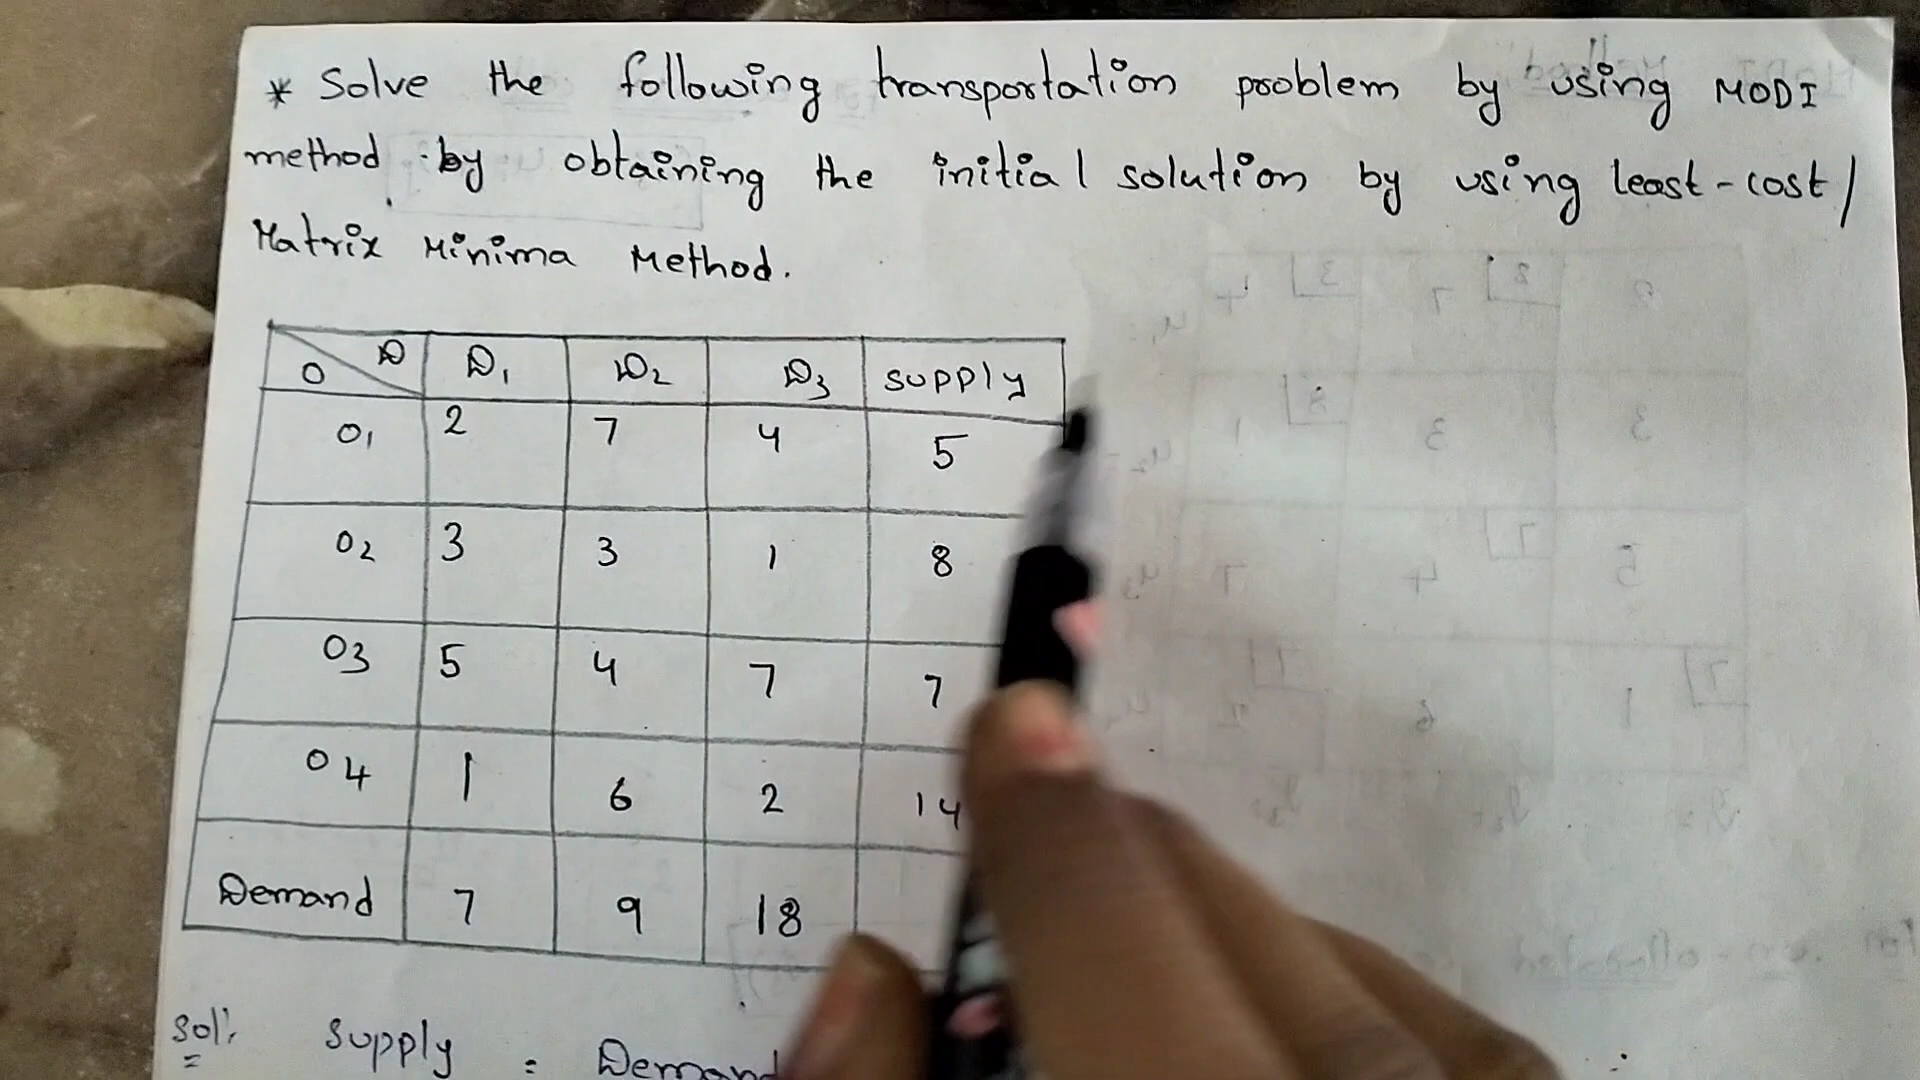 * Solve the following transportation problem by using MODI
method by obtaining the initial solution by using least-cost/
Matrix Minima Method.
O D D1 D2 D3 supply
O1 2 7 4 5
O2 3 3 1 8
O3 5 4 7 7
O4 1 6 2 14
Demand 7 9 18
Sol: Supply = Demand